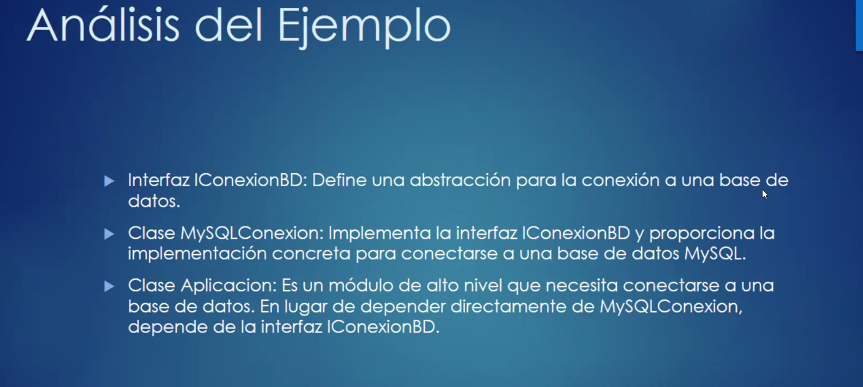 Análisis del Ejemplo
Interfaz IConexionBD: Define una abstracción para la conexión a una base de
datos.
Clase MySQLConexion: Implementa la interfaz IConexionBD y proporciona la
implementación concreta para conectarse a una base de datos MySQL.
Clase Aplicacion: Es un módulo de alto nivel que necesita conectarse a una
base de datos. En lugar de depender directamente de MySQLConexion,
depende de la interfaz IConexionBD.